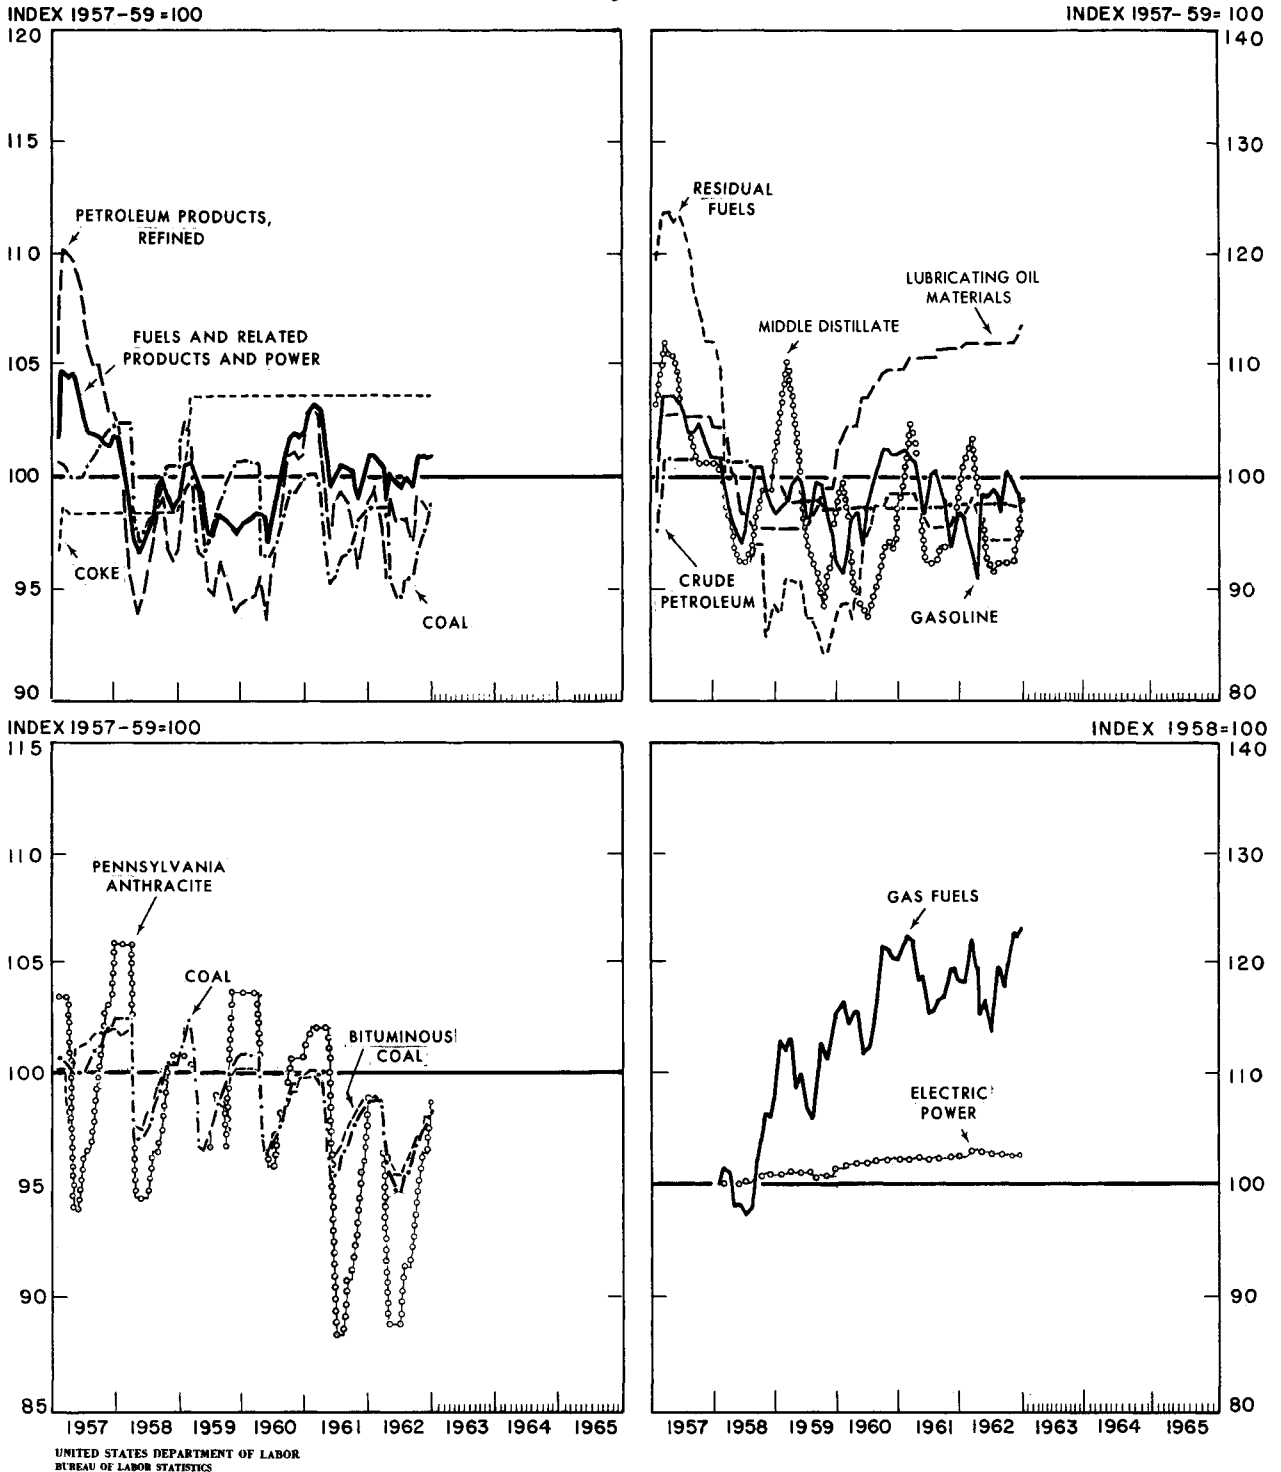 INDEX 1957-59=100
120
115
110
105
100
95
90
PETROLEUM PRODUCTS,
REFINED
FUELS AND RELATED
PRODUCTS AND POWER
COKE
COAL
INDEX 1957-59=100
140
130
120
110
100
90
80
RESIDUAL
FUELS
LUBRICATING OIL
MATERIALS
MIDDLE DISTILLATE
CRUDE
PETROLEUM
GASOLINE
INDEX 1957-59=100
115
110
105
100
95
90
85
PENNSYLVANIA
ANTHRACITE
COAL
BITUMINOUS
COAL
1957 1958 1959 1960 1961 1962 1963 1964 1965
INDEX 1958=100
140
130
120
110
100
90
80
GAS FUELS
ELECTRIC
POWER
1957 1958 1959 1960 1961 1962 1963 1964 1965
UNITED STATES DEPARTMENT OF LABOR
BUREAU OF LABOR STATISTICS